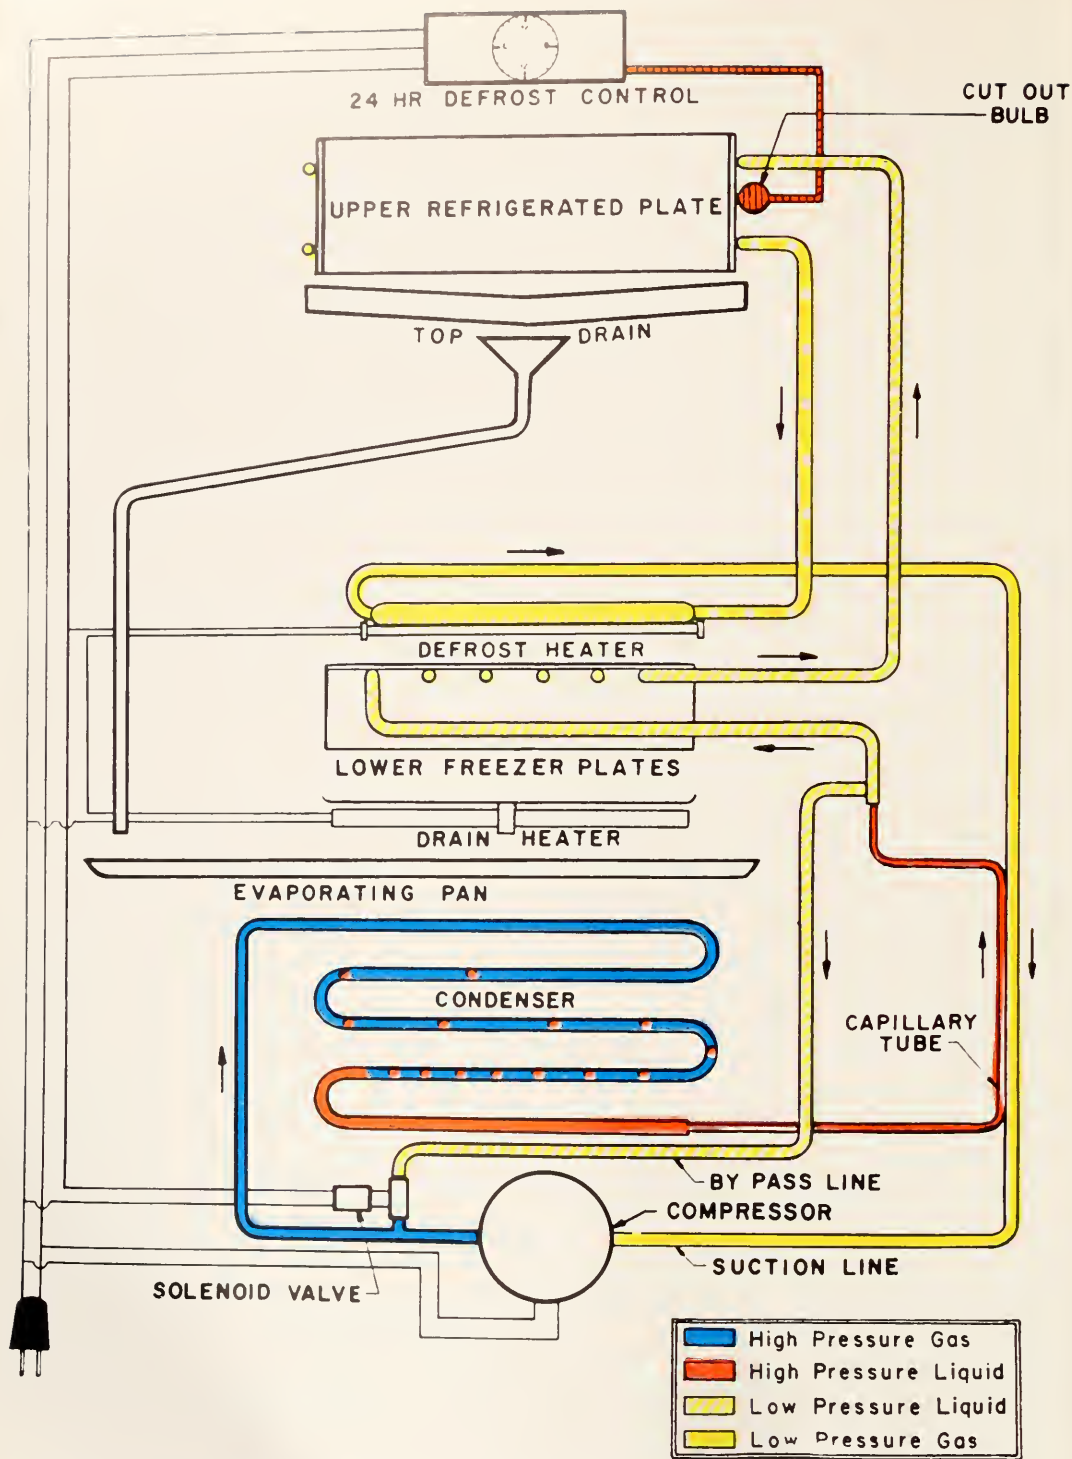 24 HR DEFROST CONTROL
CUT OUT
BULB
UPPER REFRIGERATED PLATE
TOP DRAIN
DEFROST HEATER
LOWER FREEZER PLATES
DRAIN HEATER
EVAPORATING PAN
CONDENSER
CAPILLARY
TUBE
BY PASS LINE
COMPRESSOR
SUCTION LINE
SOLENOID VALVE
High Pressure Gas
High Pressure Liquid
Low Pressure Liquid
Low Pressure Gas